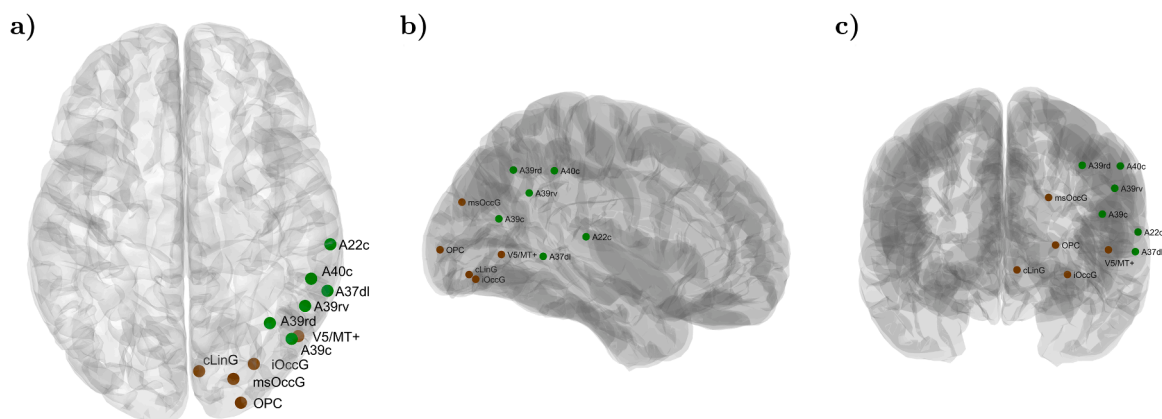 a)
A22c
A40c
A37dl
A39rv
A39rd
V5/MT+
A39c
cLinG
iOccG
msOccG
OPC
b)
A39rd
A40c
A39rv
msOccG
A39c
A22c
OPC
V5/MT+
A37dl
cLinG
iOccG
c)
A39rd
A40c
A39rv
msOccG
A39c
A22c
OPC
V5/MT+
A37dl
cLinG
iOccG